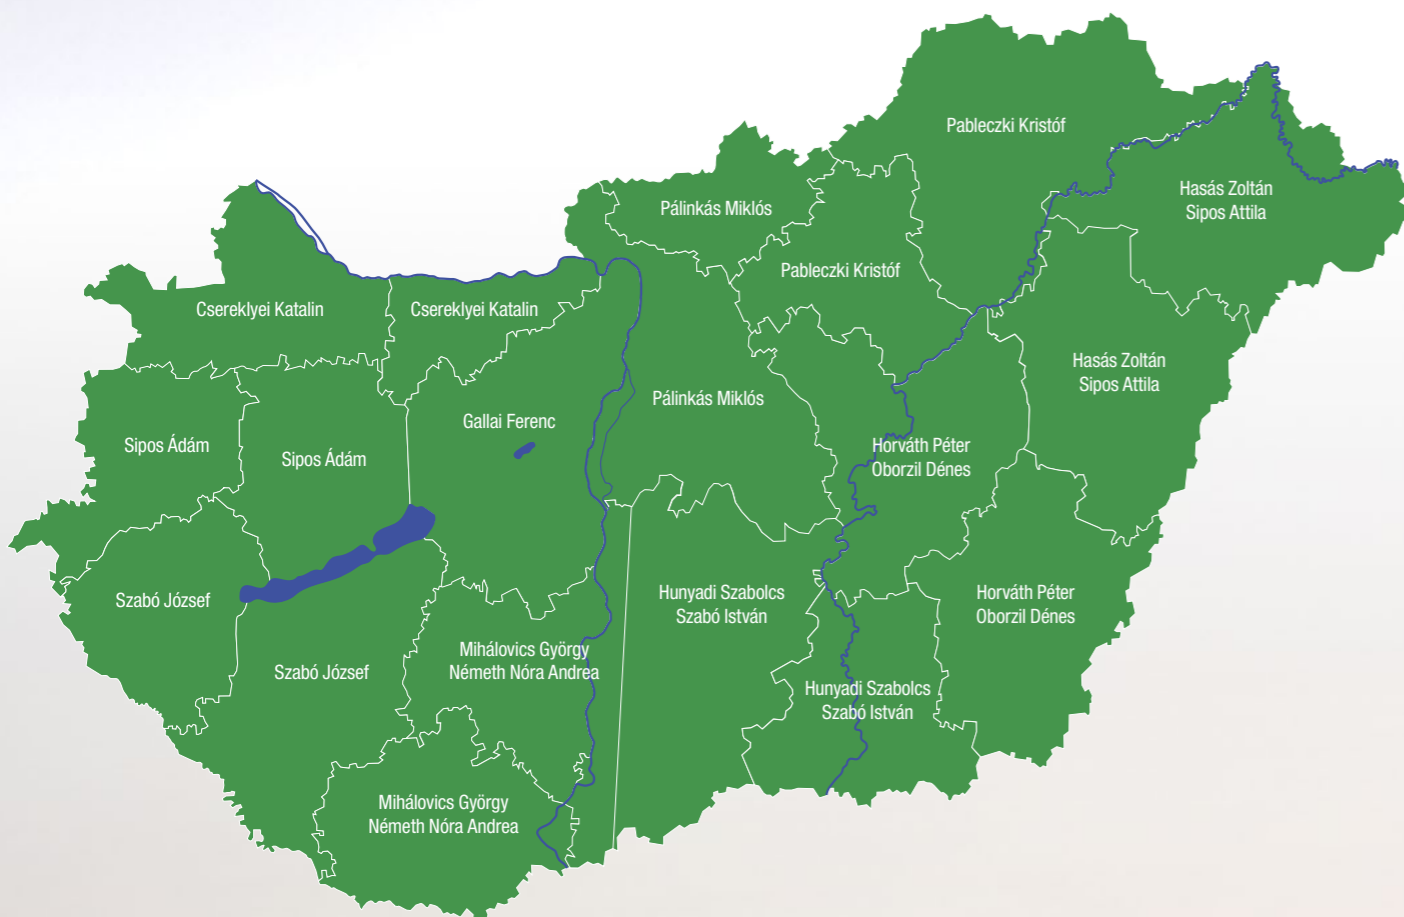 Pableczki Kristóf
Hasás Zoltán
Sipos Attila
Pálinkás Miklós
Pableczki Kristóf
Csereklyei Katalin
Csereklyei Katalin
Hasás Zoltán
Sipos Attila
Pálinkás Miklós
Gallai Ferenc
Sipos Ádám
Sipos Ádám
Horváth Péter
Oborzil Dénes
Szabó József
Hunyadi Szabolcs
Szabó István
Horváth Péter
Oborzil Dénes
Mihálovics György
Németh Nóra Andrea
Szabó József
Hunyadi Szabolcs
Szabó István
Mihálovics György
Németh Nóra Andrea